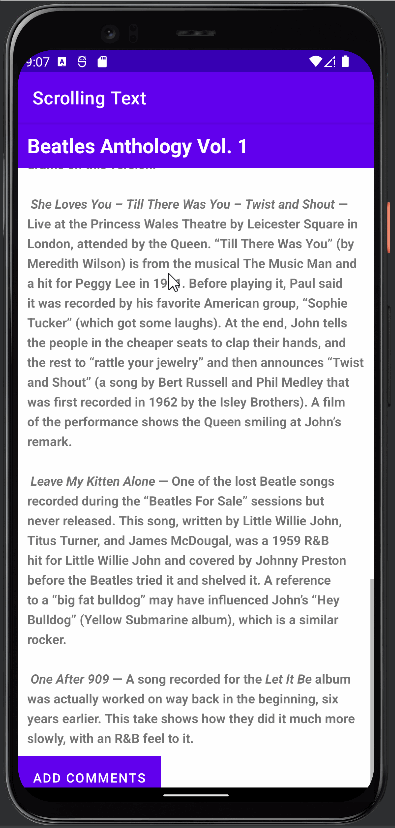 9:07
Scrolling Text
Beatles Anthology Vol. 1
She Loves You – Till There Was You – Twist and Shout —
Live at the Princess Wales Theatre by Leicester Square in
London, attended by the Queen. “Till There Was You” (by
Meredith Wilson) is from the musical The Music Man and
a hit for Peggy Lee in Before playing it, Paul said
it was recorded by his favorite American group, “Sophie
Tucker” (which got some laughs). At the end, John tells
the people in the cheaper seats to clap their hands, and
the rest to “rattle your jewelry” and then announces “Twist
and Shout” (a song by Bert Russell and Phil Medley that
was first recorded in 1962 by the Isley Brothers). A film
of the performance shows the Queen smiling at John’s
remark.
Leave My Kitten Alone — One of the lost Beatle songs
recorded during the “Beatles For Sale” sessions but
never released. This song, written by Little Willie John,
Titus Turner, and James McDougal, was a 1959 R&B
hit for Little Willie John and covered by Johnny Preston
before the Beatles tried it and shelved it. A reference
to a “big fat bulldog” may have influenced John’s “Hey
Bulldog” (Yellow Submarine album), which is a similar
rocker.
One After 909 — A song recorded for the Let It Be album
was actually worked on way back in the beginning, six
years earlier. This take shows how they did it much more
slowly, with an R&B feel to it.
ADD COMMENTS